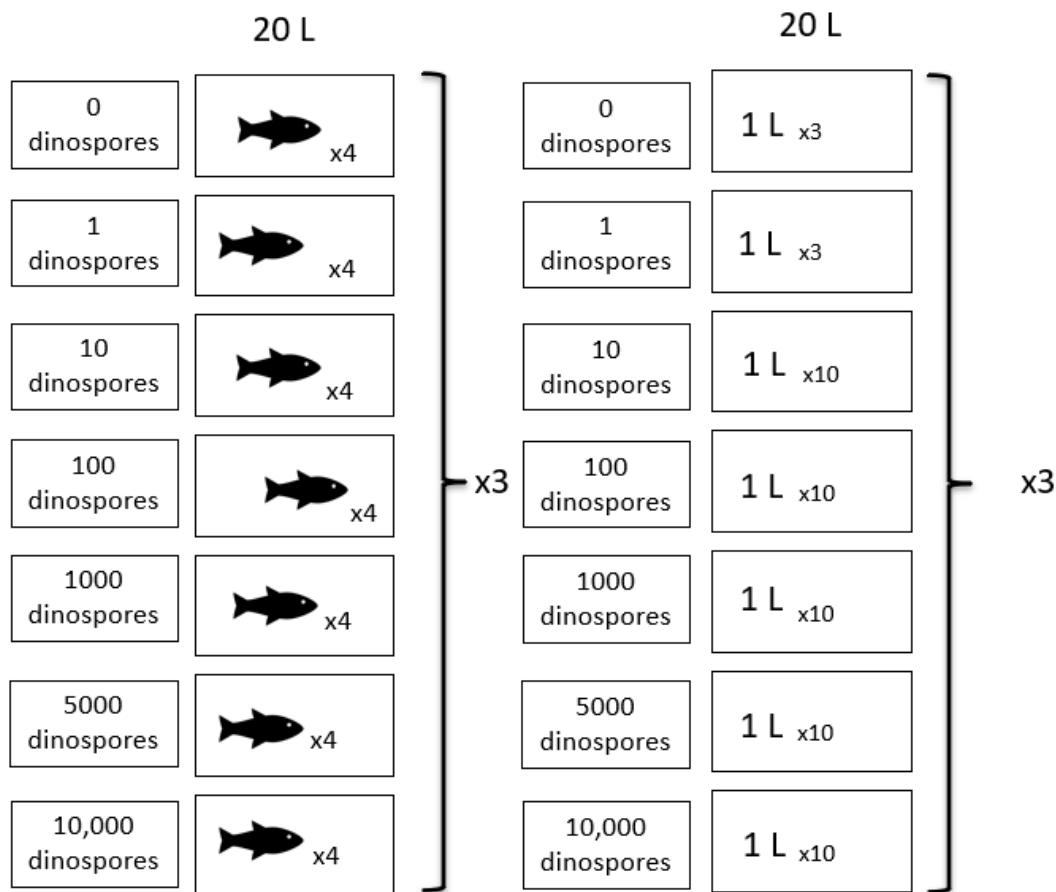 20 L
0
dinospores
x4
1
dinospores
x4
10
dinospores
x4
100
dinospores
x4
1000
dinospores
x4
5000
dinospores
x4
10,000
dinospores
x4
x3
20 L
0
dinospores
1 L x3
1
dinospores
1 L x3
10
dinospores
1 L x10
100
dinospores
1 L x10
1000
dinospores
1 L x10
5000
dinospores
1 L x10
10,000
dinospores
1 L x10
x3